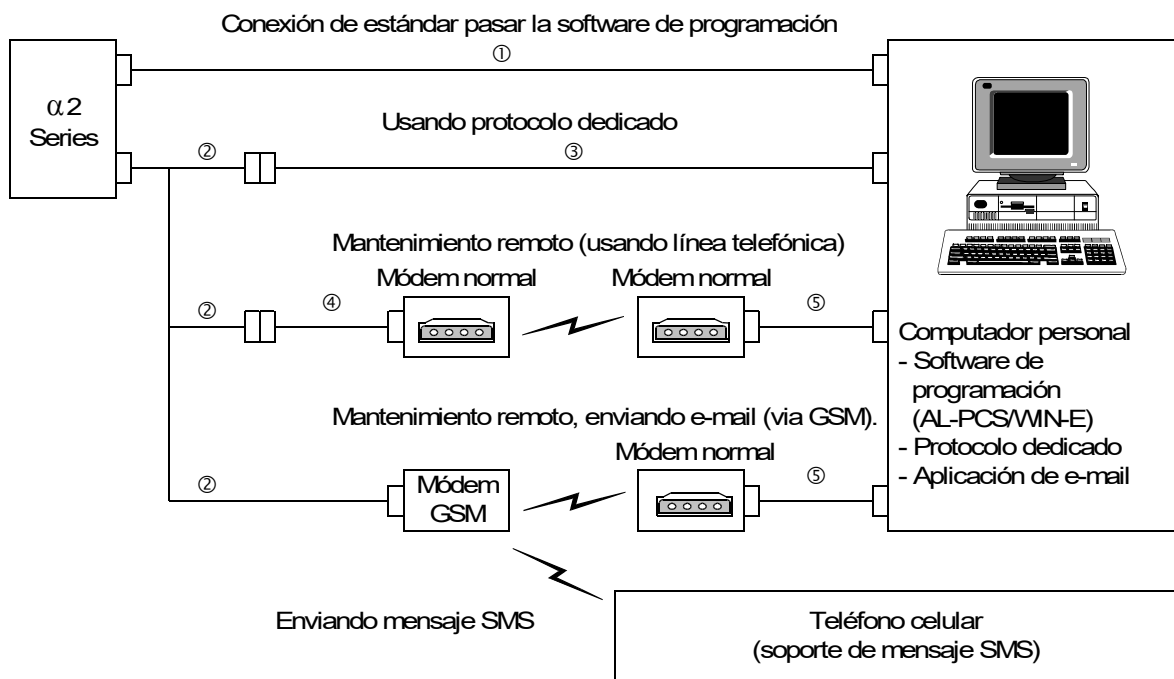 Conexión de estándar pasar la software de programación
①
α2
Series
Usando protocolo dedicado
②
③
Mantenimiento remoto (usando línea telefónica)
Módem normal
Módem normal
②
④
⑤
Computador personal
- Software de
programación
(AL-PCS/WIN-E)
- Protocolo dedicado
- Aplicación de e-mail
Mantenimiento remoto, enviando e-mail (via GSM).
Módem normal
②
Módem
GSM
⑤
Enviando mensaje SMS
Teléfono celular
(soporte de mensaje SMS)